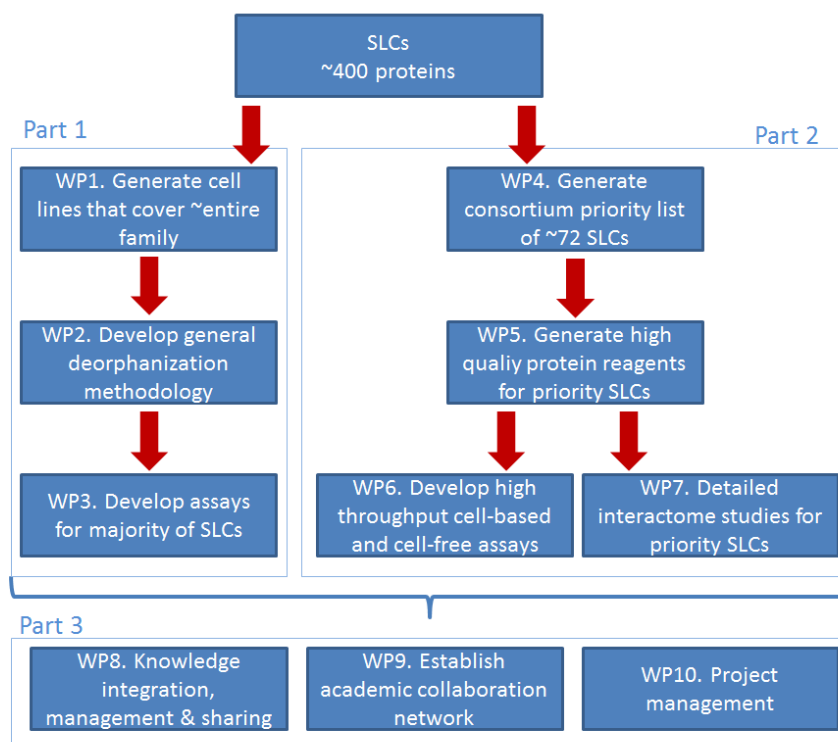 SLCs
~400 proteins
Part 1
Part 2
WP1. Generate cell
lines that cover ~entire
family
WP4. Generate
consortium priority list
of ~72 SLCs
WP2. Develop general
deorphanization
methodology
WP5. Generate high
qualiy protein reagents
for priority SLCs
WP3. Develop assays
for majority of SLCs
WP6. Develop high
throughput cell-based
and cell-free assays
WP7. Detailed
interactome studies for
priority SLCs
Part 3
WP8. Knowledge
integration,
management & sharing
WP9. Establish
academic collaboration
network
WP10. Project
management